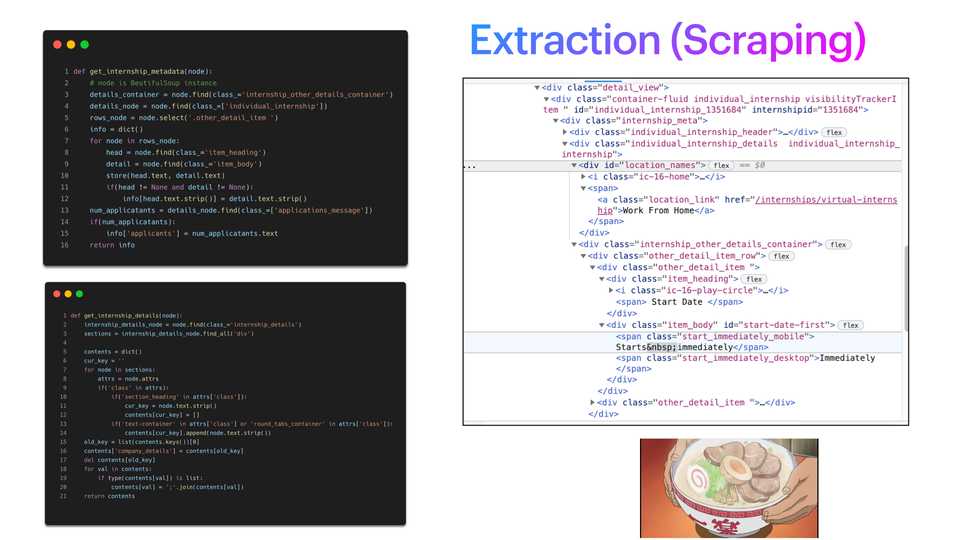 Extraction (Scraping)
1 def get_internship_metadata(node):
2 # node is BeutifulSoup instance
3 details_container = node.find(class_='internship_other_details_container')
4 details_node = node.find(class_=['individual_internship'])
5 rows_node = node.select('.other_detail_item ')
6 info = dict()
7 for node in rows_node:
8 head = node.find(class_='item_heading')
9 detail = node.find(class_='item_body')
10 store(head.text, detail.text)
11 if(head != None and detail != None):
12 info[head.text.strip()] = detail.text.strip()
13 num_applicatants = details_node.find(class_=['applications_message'])
14 if(num_applicatants):
15 info['applicants'] = num_applicatants.text
16 return info
1 def get_internship_details(node):
2 internship_details_node = node.find(class_='internship_details')
3 sections = internship_details_node.find_all('div')
4
5 contents = dict()
6 cur_key = ''
7 for node in sections:
8 attrs = node.attrs
9 if('class' in attrs):
10 if('section_heading' in attrs['class']):
11 cur_key = node.text.strip()
12 contents[cur_key] = []
13 if('text-container' in attrs['class'] or 'round_tabs_container' in attrs['class']):
14 contents[cur_key].append(node.text.strip())
15 old_key = list(contents.keys())[0]
16 contents['company_details'] = contents[old_key]
17 del contents[old_key]
18 for val in contents:
19 if type(contents[val]) is list:
20 contents[val] = ';'.join(contents[val])
21 return contents
<div class="detail_view">
<div class="container-fluid individual_internship visibilityTrackerI
tem " id="individual_internship_1351684" internshipid="1351684">
<div class="internship_meta">
<div class="individual_internship_header">…</div> flex
<div class="individual_internship_details individual_internship_
internship">
... <div id="location_names"> flex == $0
<i class="ic-16-home">…</i>
<span>
<a class="location_link" href="/internships/virtual-interns
hip">Work From Home</a>
</span>
</div>
<div class="internship_other_details_container"> flex
<div class="other_detail_item_row"> flex
<div class="other_detail_item ">
<div class="item_heading"> flex
<i class="ic-16-play-circle">…</i>
<span> Start Date </span>
</div>
<div class="item_body" id="start-date-first"> flex
<span class="start_immediately_mobile">
Starts&nbsp;immediately</span>
<span class="start_immediately_desktop">Immediately
</span>
</div>
</div>
<div class="other_detail_item ">…</div>
</div>